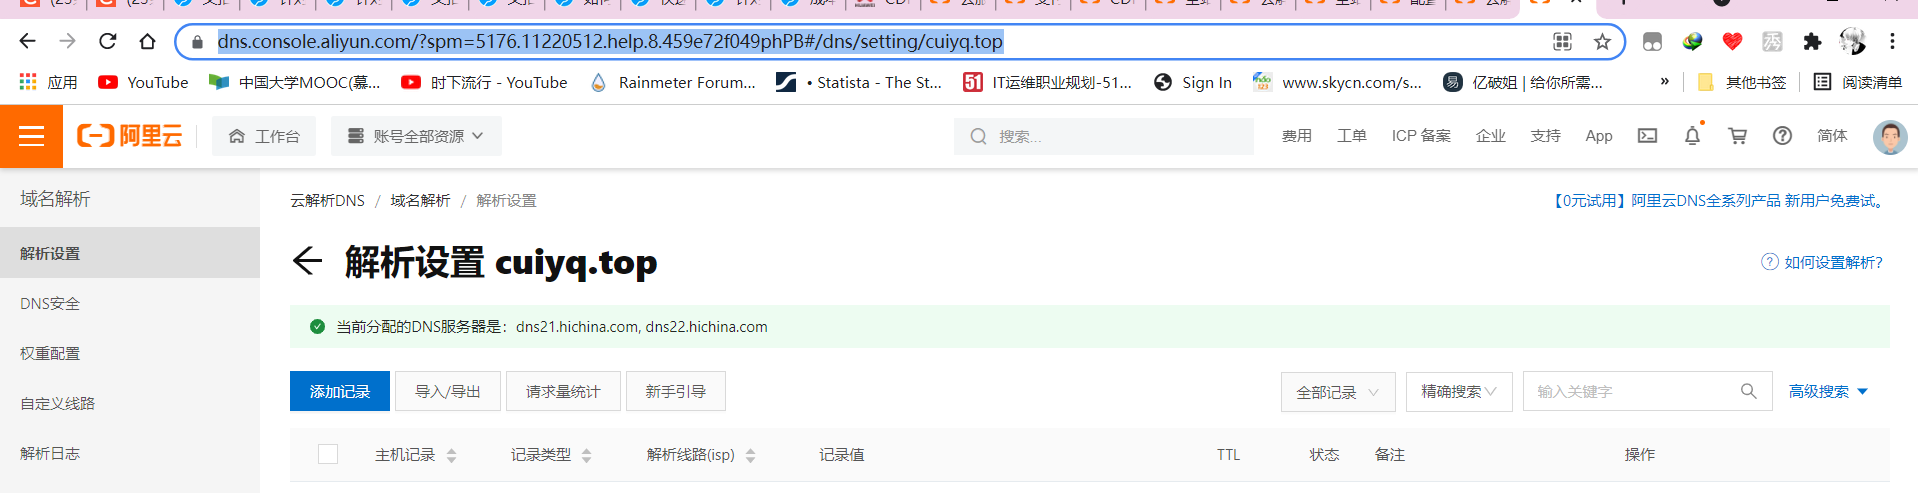 dns.console.aliyun.com/?spm=5176.11220512.help.8.459e72f049phPB#/dns/setting/cuiyq.top
应用 YouTube 中国大学MOOC(慕... 时下流行 - YouTube Rainmeter Forum... • Statista - The St... 51 IT运维职业规划-51... Sign In www.skycn.com/s... 易 亿破姐 | 给你所需... » 其他书签 阅读清单
阿里云 工作台 账号全部资源 搜索... 费用 工单 ICP 备案 企业 支持 App 简体
域名解析 云解析DNS / 域名解析 / 解析设置 【0元试用】阿里云DNS全系列产品 新用户免费试。
解析设置 解析设置 cuiyq.top 如何设置解析?
DNS安全 当前分配的DNS服务器是：dns21.hichina.com, dns22.hichina.com
权重配置
自定义线路 添加记录 导入/导出 请求量统计 新手引导 全部记录 精确搜索 输入关键字 高级搜索
解析日志 主机记录 记录类型 解析线路(isp) 记录值 TTL 状态 备注 操作